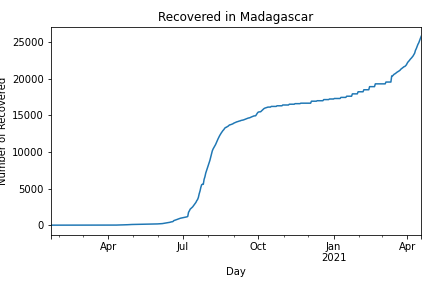 Recovered in Madagascar
Number of Recovered
25000
20000
15000
10000
5000
0
Apr
Jul
Oct
Jan
2021
Apr
Day